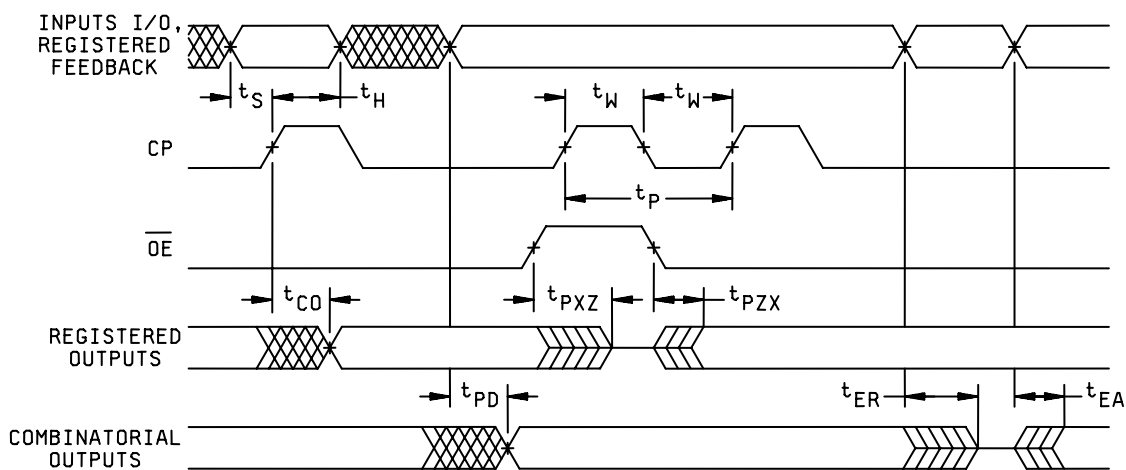 INPUTS I/O,
REGISTERED
FEEDBACK
tS
tH
tW
tW
CP
tP
OE
tCO
tPXZ
tPZX
REGISTERED
OUTPUTS
tPD
tER
tEA
COMBINATORIAL
OUTPUTS